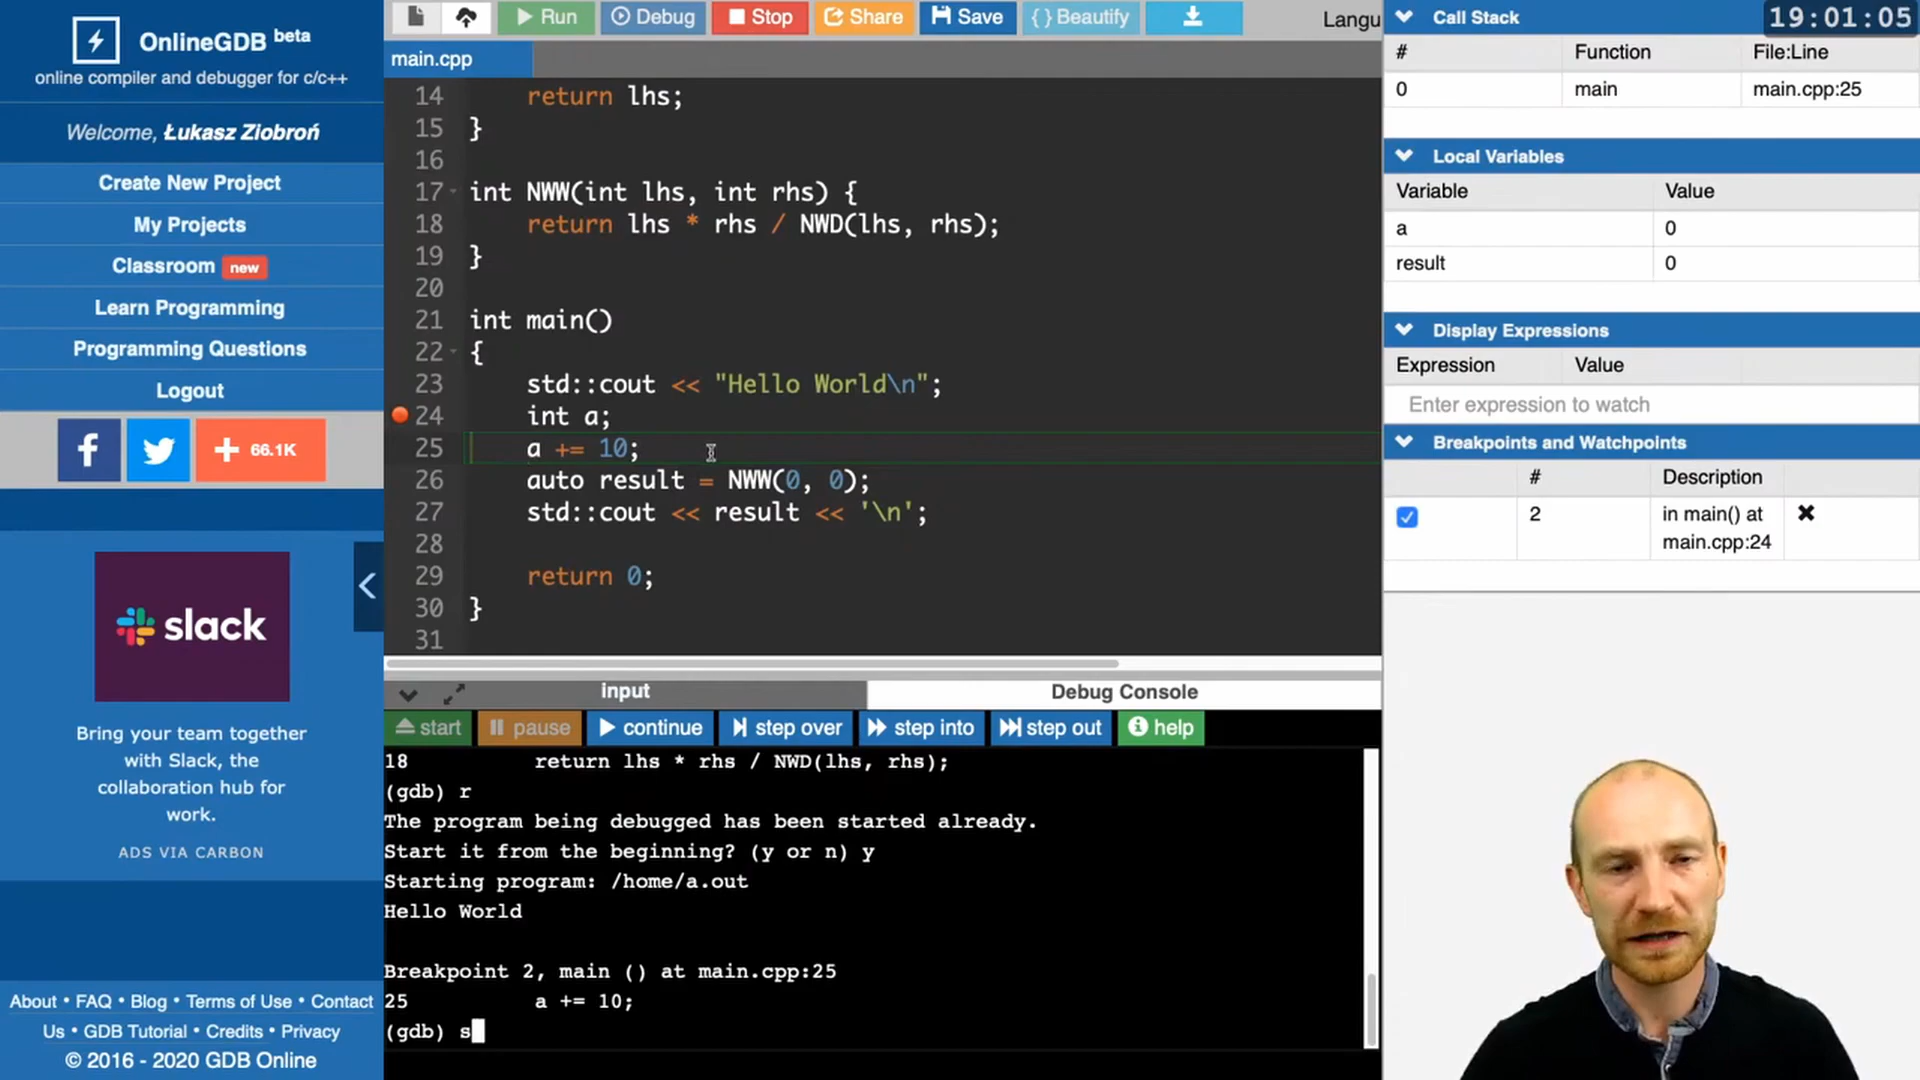 OnlineGDB beta
online compiler and debugger for c/c++
Welcome, Łukasz Ziobroń
Create New Project
My Projects
Classroom new
Learn Programming
Programming Questions
Logout
66.1K
slack
Bring your team together
with Slack, the
collaboration hub for
work.
ADS VIA CARBON
About • FAQ • Blog • Terms of Use • Contact
Us • GDB Tutorial • Credits • Privacy
© 2016 - 2020 GDB Online
Run Debug Stop Share Save {} Beautify Langu
main.cpp
14 return lhs;
15 }
16
17 int NWW(int lhs, int rhs) {
18 return lhs * rhs / NWD(lhs, rhs);
19 }
20
21 int main()
22 {
23 std::cout << "Hello World\n";
24 int a;
25 a += 10;
26 auto result = NWW(0, 0);
27 std::cout << result << '\n';
28
29 return 0;
30 }
31
input Debug Console
start pause continue step over step into step out help
18 return lhs * rhs / NWD(lhs, rhs);
(gdb) r
The program being debugged has been started already.
Start it from the beginning? (y or n) y
Starting program: /home/a.out
Hello World
Breakpoint 2, main () at main.cpp:25
25 a += 10;
(gdb) s
Call Stack 19:01:05
# Function File:Line
0 main main.cpp:25
Local Variables
Variable Value
a 0
result 0
Display Expressions
Expression Value
Enter expression to watch
Breakpoints and Watchpoints
# Description
2 in main() at
main.cpp:24